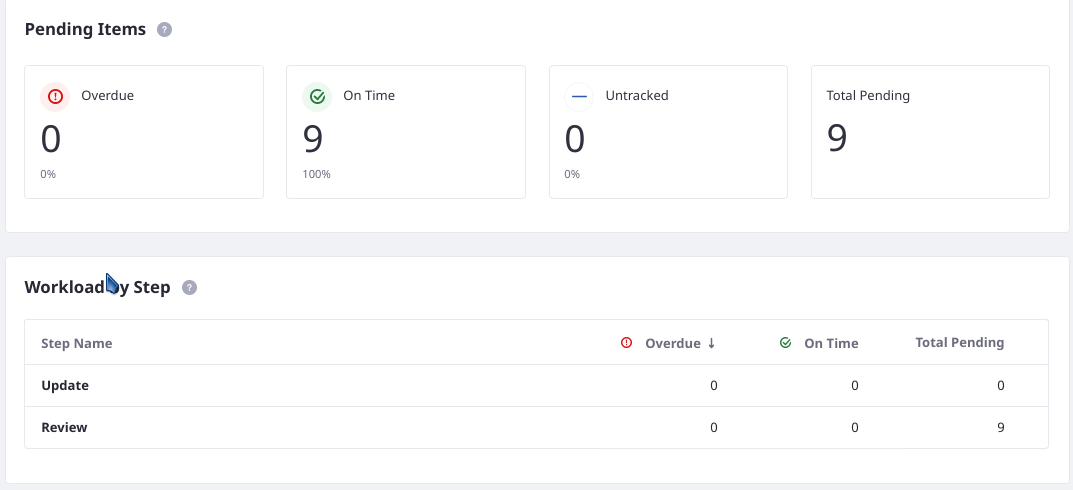 Pending Items ?
Overdue On Time Untracked Total Pending
0 9 0 9
0% 100% 0%
Workload by Step ?
Step Name Overdue ↓ On Time Total Pending
Update 0 0 0
Review 0 0 9